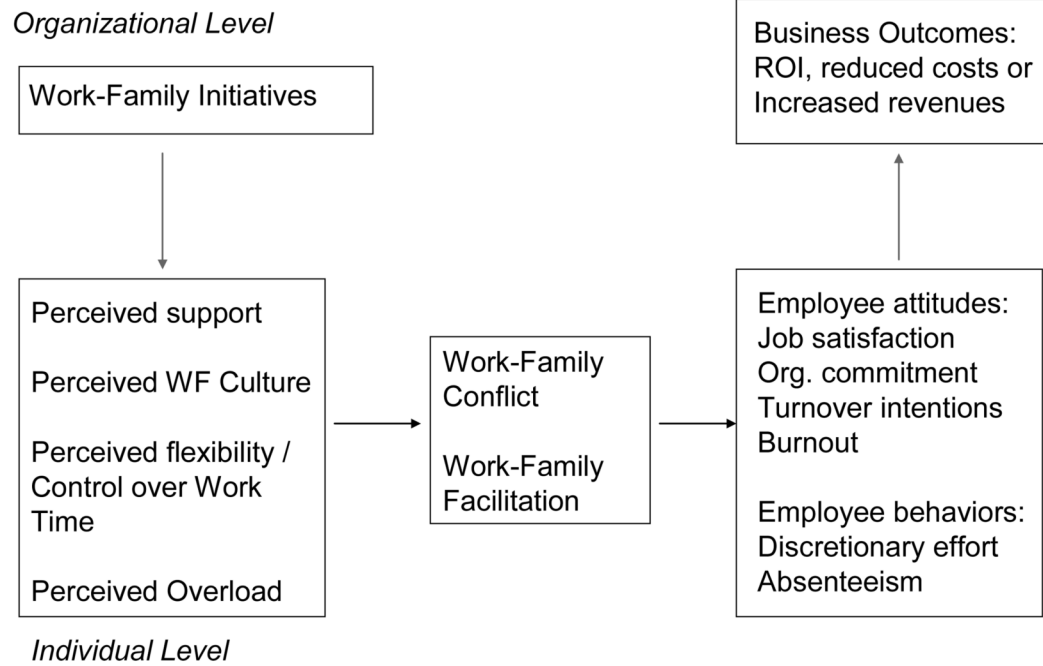 Organizational Level
Work-Family Initiatives
Business Outcomes:
ROI, reduced costs or
Increased revenues
Perceived support
Perceived WF Culture
Perceived flexibility /
Control over Work
Time
Perceived Overload
Work-Family
Conflict
Work-Family
Facilitation
Employee attitudes:
Job satisfaction
Org. commitment
Turnover intentions
Burnout
Employee behaviors:
Discretionary effort
Absenteeism
Individual Level